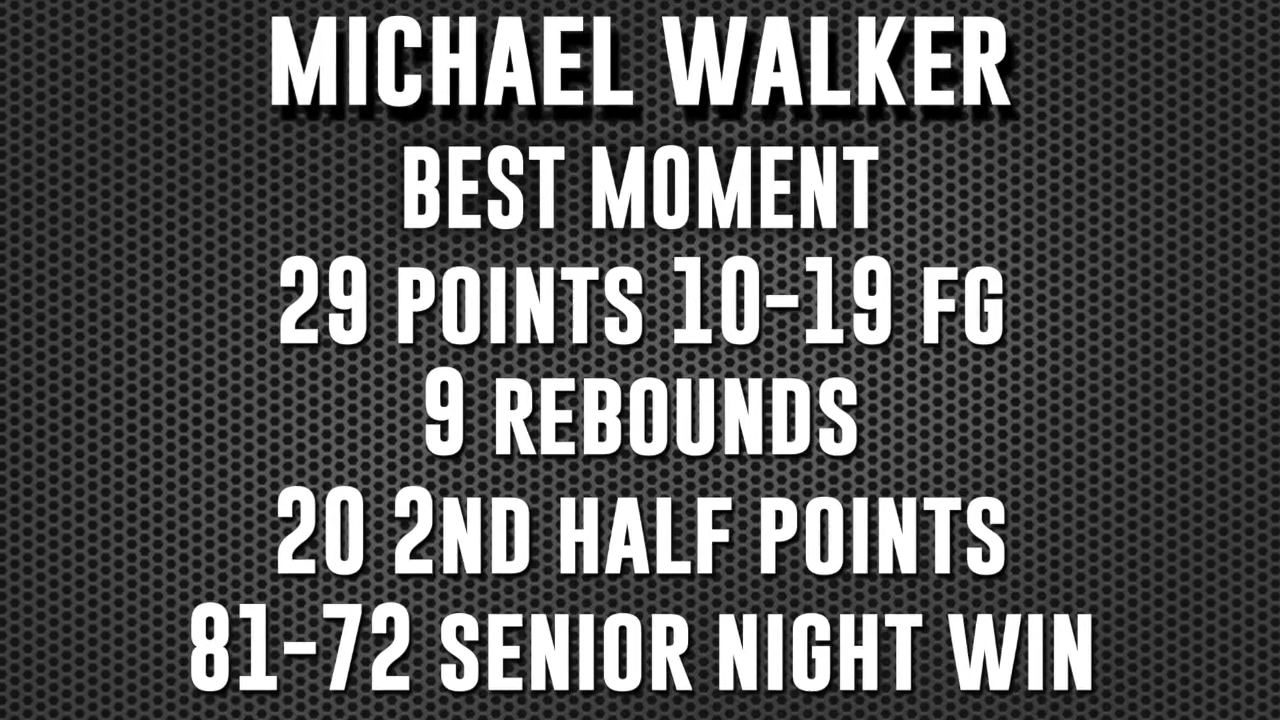 MICHAEL WALKER
BEST MOMENT
29 POINTS 10-19 FG
9 REBOUNDS
20 2ND HALF POINTS
81-72 SENIOR NIGHT WIN